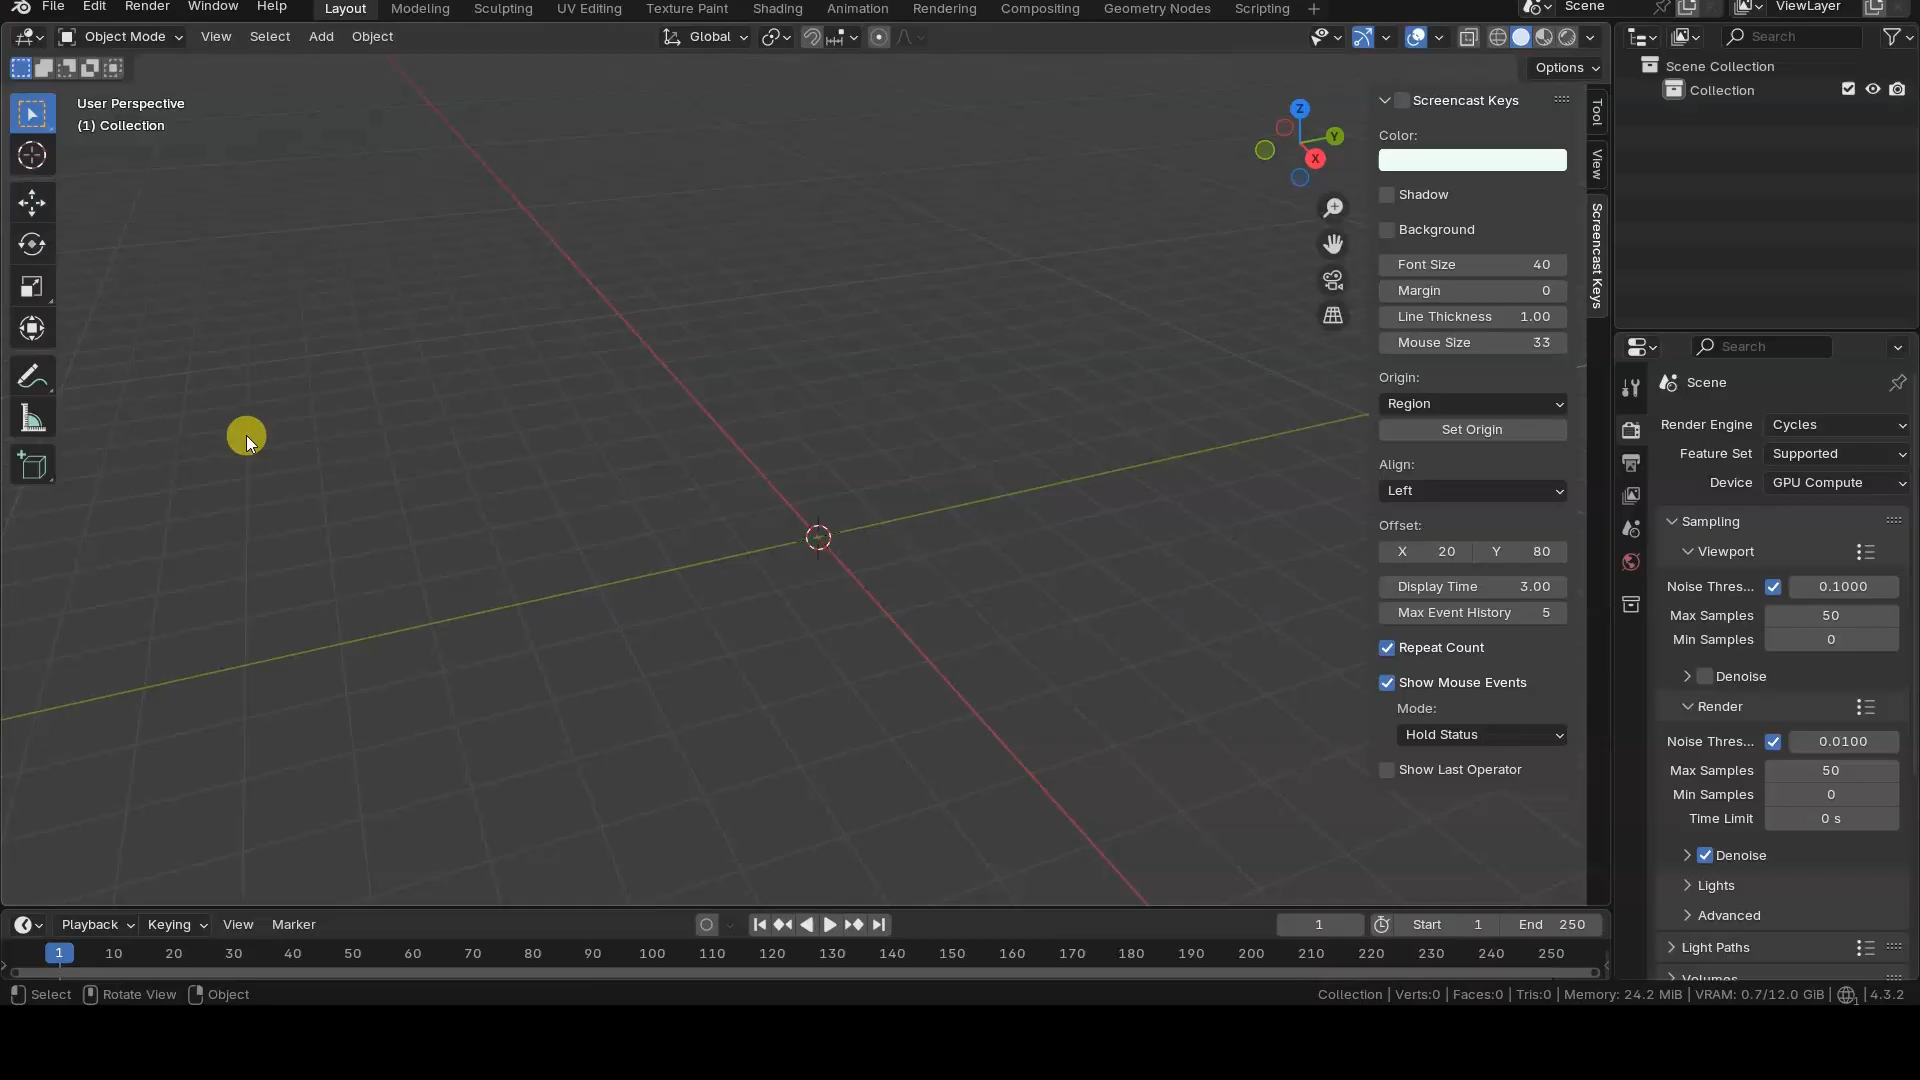 File Edit Render Window Help Layout Modeling Sculpting UV Editing Texture Paint Shading Animation Rendering Compositing Geometry Nodes Scripting + Scene ViewLayer
Object Mode View Select Add Object Global Search
Options
User Perspective
(1) Collection
Z
Y
X
Screencast Keys
Color:
Shadow
Background
Font Size 40
Margin 0
Line Thickness 1.00
Mouse Size 33
Origin:
Region
Set Origin
Align:
Left
Offset:
X 20 Y 80
Display Time 3.00
Max Event History 5
Repeat Count
Show Mouse Events
Mode:
Hold Status
Show Last Operator
Tool
View
Screencast Keys
Scene Collection
Collection
Search
Scene
Render Engine Cycles
Feature Set Supported
Device GPU Compute
Sampling
Viewport
Noise Thres... 0.1000
Max Samples 50
Min Samples 0
Denoise
Render
Noise Thres... 0.0100
Max Samples 50
Min Samples 0
Time Limit 0 s
Denoise
Lights
Advanced
Light Paths
Volumes
Playback Keying View Marker 1 Start 1 End 250
1 10 20 30 40 50 60 70 80 90 100 110 120 130 140 150 160 170 180 190 200 210 220 230 240 250
Select Rotate View Object Collection | Verts:0 | Faces:0 | Tris:0 | Memory: 24.2 MiB | VRAM: 0.7/12.0 GiB | 1 | 4.3.2